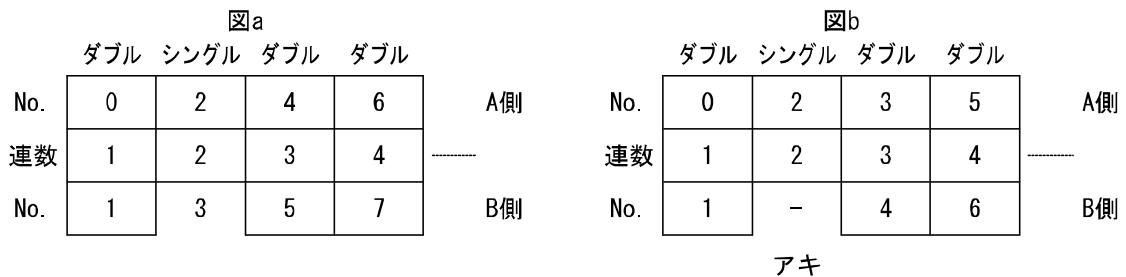 図a
ダブル シングル ダブル ダブル
No. 0 2 4 6 A側
連数 1 2 3 4
No. 1 3 5 7 B側
図b
ダブル シングル ダブル ダブル
No. 0 2 3 5 A側
連数 1 2 3 4
No. 1 - 4 6 B側
アキ